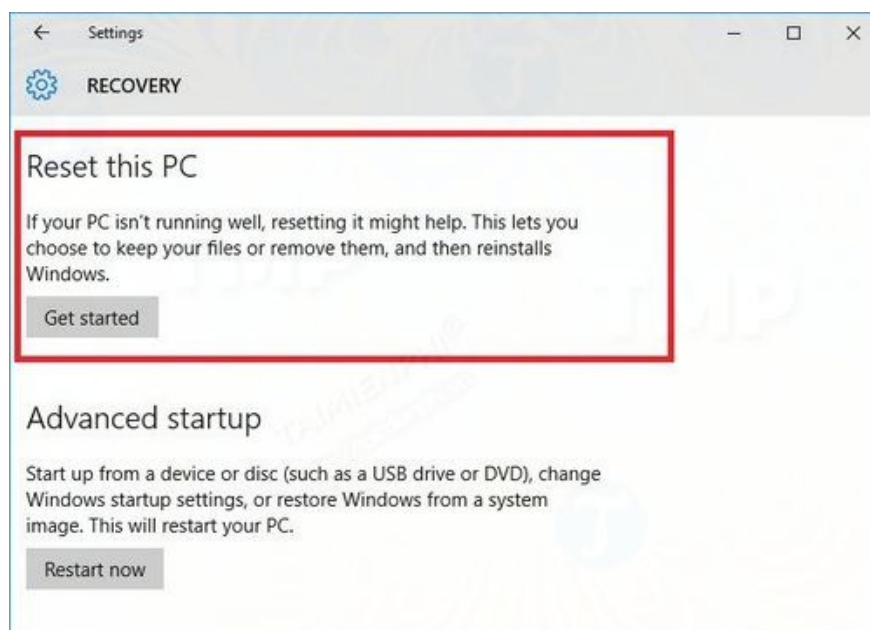 Settings
RECOVERY
Reset this PC
If your PC isn't running well, resetting it might help. This lets you
choose to keep your files or remove them, and then reinstalls
Windows.
Get started
TMP
TMP
TAIMIENPHI
Advanced startup
Start up from a device or disc (such as a USB drive or DVD), change
Windows startup settings, or restore Windows from a system
image. This will restart your PC.
Restart now